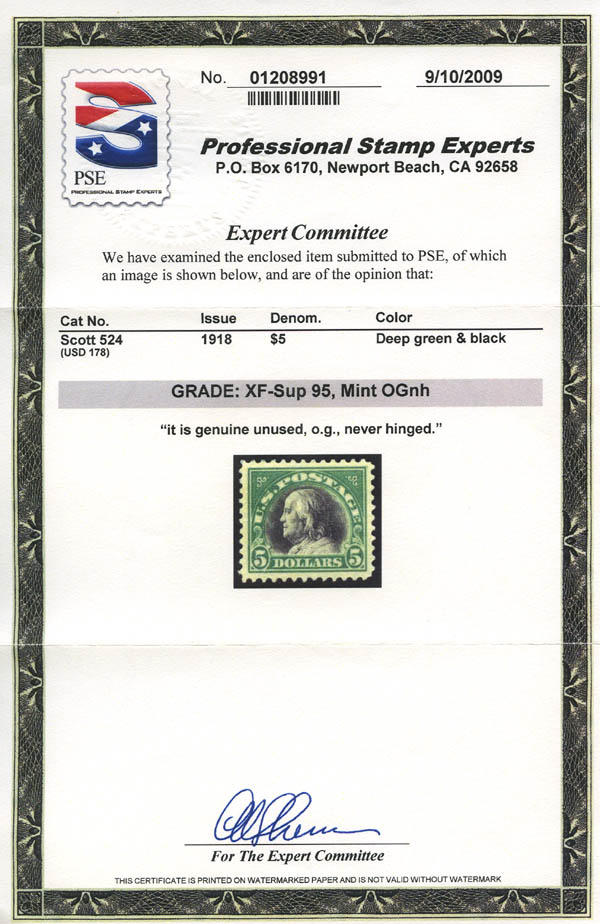 No. 01208991 9/10/2009
PSE
PROFESSIONAL STAMP EXPERTS
Professional Stamp Experts
P.O. Box 6170, Newport Beach, CA 92658
Expert Committee
We have examined the enclosed item submitted to PSE, of which
an image is shown below, and are of the opinion that:
Cat No. Issue Denom. Color
Scott 524 1918 $5 Deep green & black
(USD 178)
GRADE: XF-Sup 95, Mint OGnh
“it is genuine unused, o.g., never hinged.”
U.S. POSTAGE
5 DOLLARS 5
For The Expert Committee
THIS CERTIFICATE IS PRINTED ON WATERMARKED PAPER AND IS NOT VALID WITHOUT WATERMARK